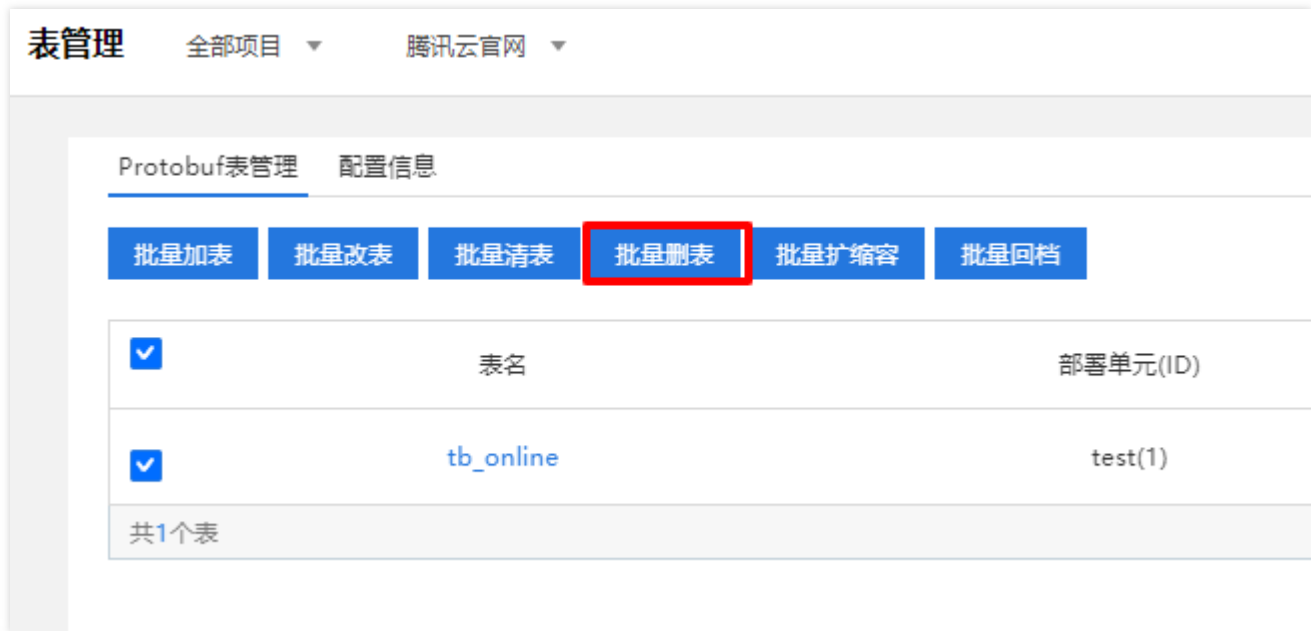 表管理 全部项目 腾讯云官网
Protobuf表管理 配置信息
批量加表 批量改表 批量清表 批量删表 批量扩缩容 批量回档
表名 部署单元(ID)
tb_online test(1)
共1个表